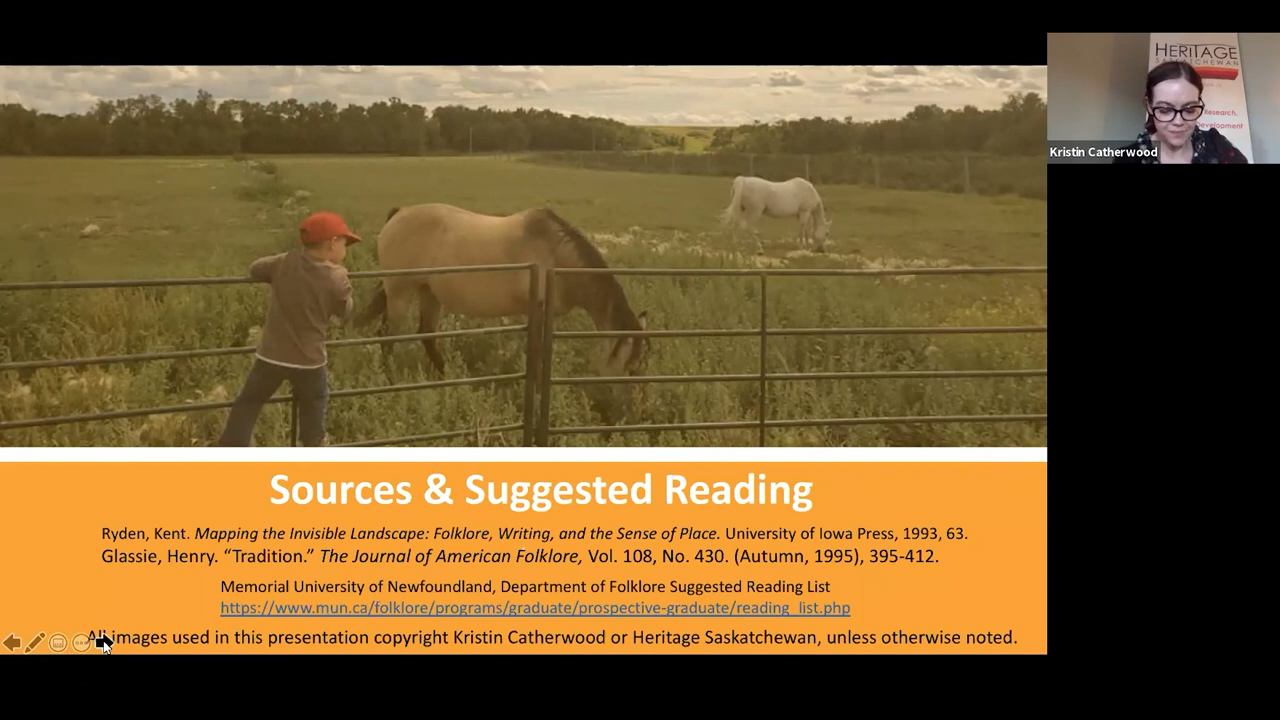 Sources & Suggested Reading
Ryden, Kent. Mapping the Invisible Landscape: Folklore, Writing, and the Sense of Place. University of Iowa Press, 1993, 63.
Glassie, Henry. “Tradition.” The Journal of American Folklore, Vol. 108, No. 430. (Autumn, 1995), 395-412.
Memorial University of Newfoundland, Department of Folklore Suggested Reading List
https://www.mun.ca/folklore/programs/graduate/prospective-graduate/reading_list.php
All images used in this presentation copyright Kristin Catherwood or Heritage Saskatchewan, unless otherwise noted.
HERITAGE
SASKATCHEWAN
Research.
Development
Kristin Catherwood